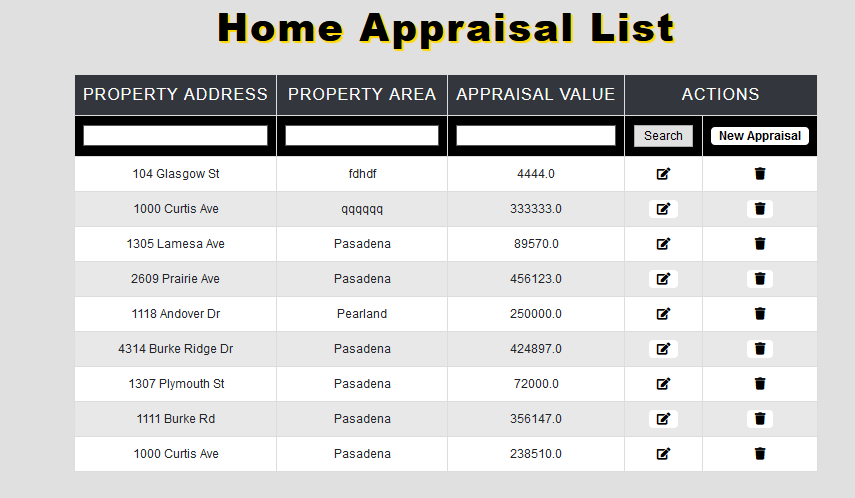 Home Appraisal List
PROPERTY ADDRESS PROPERTY AREA APPRAISAL VALUE ACTIONS
Search New Appraisal
104 Glasgow St fdhdf 4444.0
1000 Curtis Ave qqqqqq 333333.0
1305 Lamesa Ave Pasadena 89570.0
2609 Prairie Ave Pasadena 456123.0
1118 Andover Dr Pearland 250000.0
4314 Burke Ridge Dr Pasadena 424897.0
1307 Plymouth St Pasadena 72000.0
1111 Burke Rd Pasadena 356147.0
1000 Curtis Ave Pasadena 238510.0